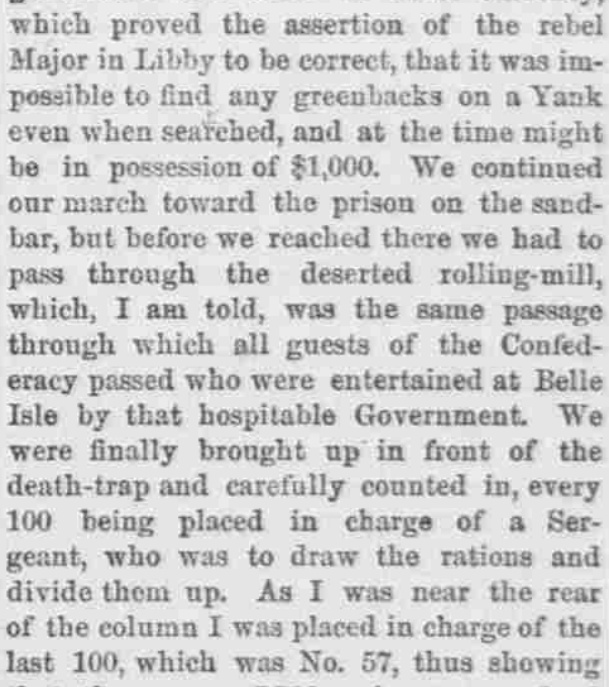 which proved the assertion of the rebel
Major in Libby to be correct, that it was im-
possible to find any greenbacks on a Yank
even when searched, and at the time might
be in possession of $1,000. We continued
our march toward the prison on the sand-
bar, but before we reached there we had to
pass through the deserted rolling-mill,
which, I am told, was the same passage
through which all guests of the Confed-
eracy passed who were entertained at Belle
Isle by that hospitable Government. We
were finally brought up in front of the
death-trap and carefully counted in, every
100 being placed in charge of a Ser-
geant, who was to draw the rations and
divide them up. As I was near the rear
of the column I was placed in charge of the
last 100, which was No. 57, thus showing